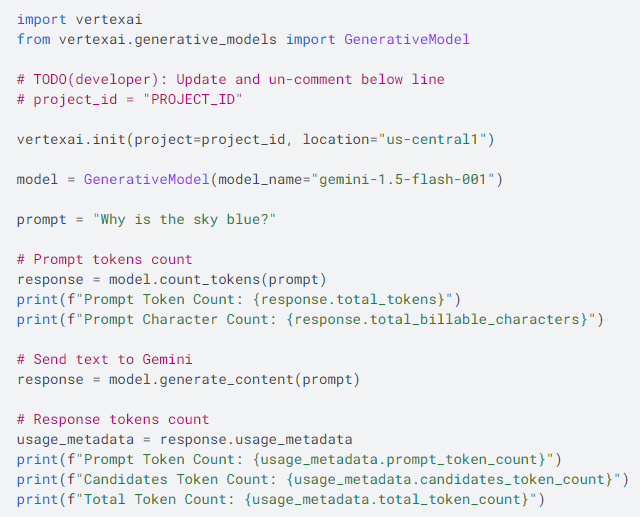 import vertexai
from vertexai.generative_models import GenerativeModel
# TODO(developer): Update and un-comment below line
# project_id = "PROJECT_ID"
vertexai.init(project=project_id, location="us-central1")
model = GenerativeModel(model_name="gemini-1.5-flash-001")
prompt = "Why is the sky blue?"
# Prompt tokens count
response = model.count_tokens(prompt)
print(f"Prompt Token Count: {response.total_tokens}")
print(f"Prompt Character Count: {response.total_billable_characters}")
# Send text to Gemini
response = model.generate_content(prompt)
# Response tokens count
usage_metadata = response.usage_metadata
print(f"Prompt Token Count: {usage_metadata.prompt_token_count}")
print(f"Candidates Token Count: {usage_metadata.candidates_token_count}")
print(f"Total Token Count: {usage_metadata.total_token_count}")